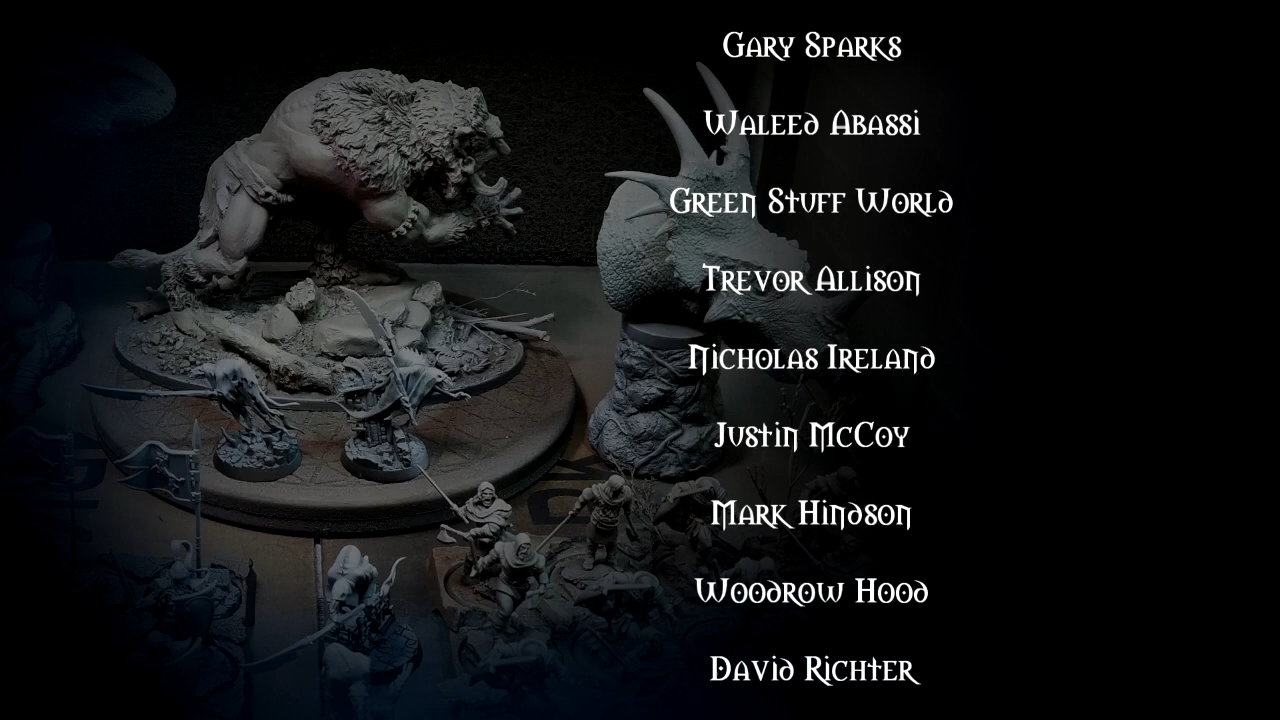 Gary Sparks
Waleed Abassi
Green Stuff World
Trevor Allison
Nicholas Ireland
Justin McCoy
Mark Hindson
Woodrow Hood
David Richter